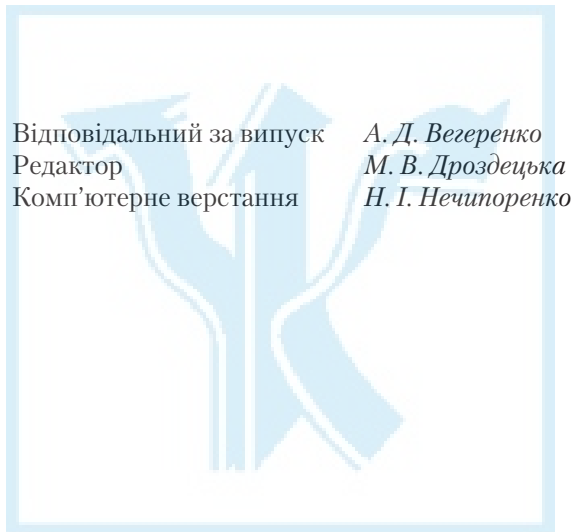 Відповідальний за випуск А. Д. Вегеренко
Редактор М. В. Дроздецька
Комп'ютерне верстання Н. І. Нечипоренко